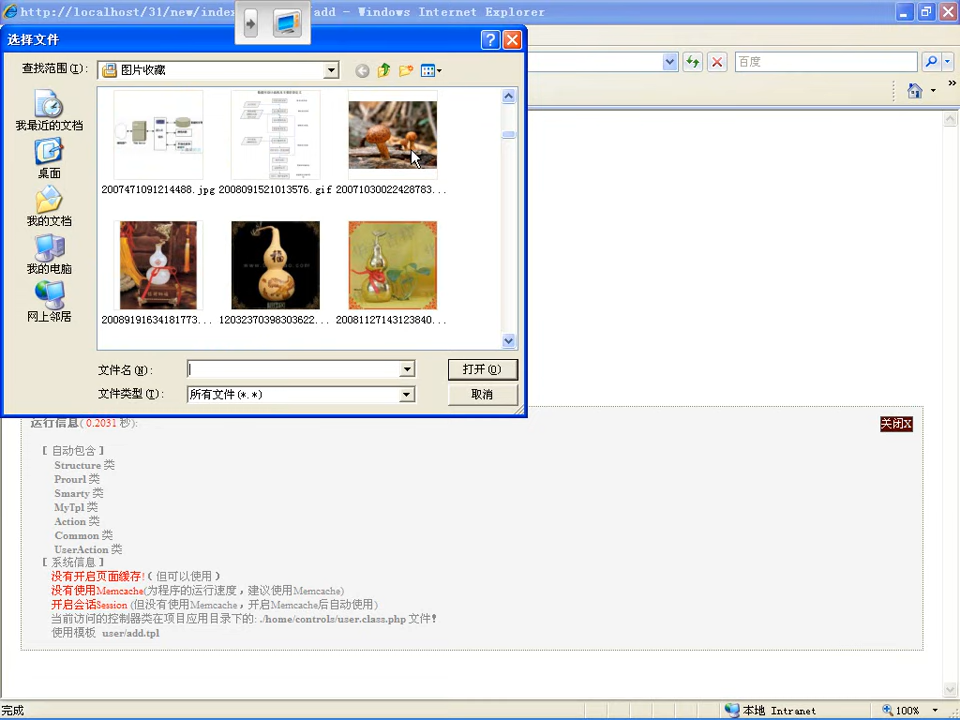 http://localhost/31/new/inde add - Windows Internet Explorer
选择文件
查找范围(I):
图片收藏
百度
我最近的文档
桌面
我的文档
我的电脑
网上邻居
2007471091214488.jpg 2008091521013576.gif 20071030022428783...
20089191634181773... 12032370398303622... 20081127143123840...
文件名(N):
打开(O)
文件类型(T):
所有文件(*.*)
取消
运行信息( 0.2031 秒):
关闭X
[ 自动包含 ]
Structure 类
Prourl 类
Smarty 类
MyTpl 类
Action 类
Common 类
UserAction 类
[ 系统信息 ]
没有开启页面缓存!( 但可以使用 )
没有使用Memcache(为程序的运行速度，建议使用Memcache)
开启会话Session (但没有使用Memcache，开启Memcache后自动使用)
当前访问的控制器类在项目应用目录下的: ./home/controls/user.class.php 文件!
使用模板 user/add.tpl
完成
本地 Intranet
100%